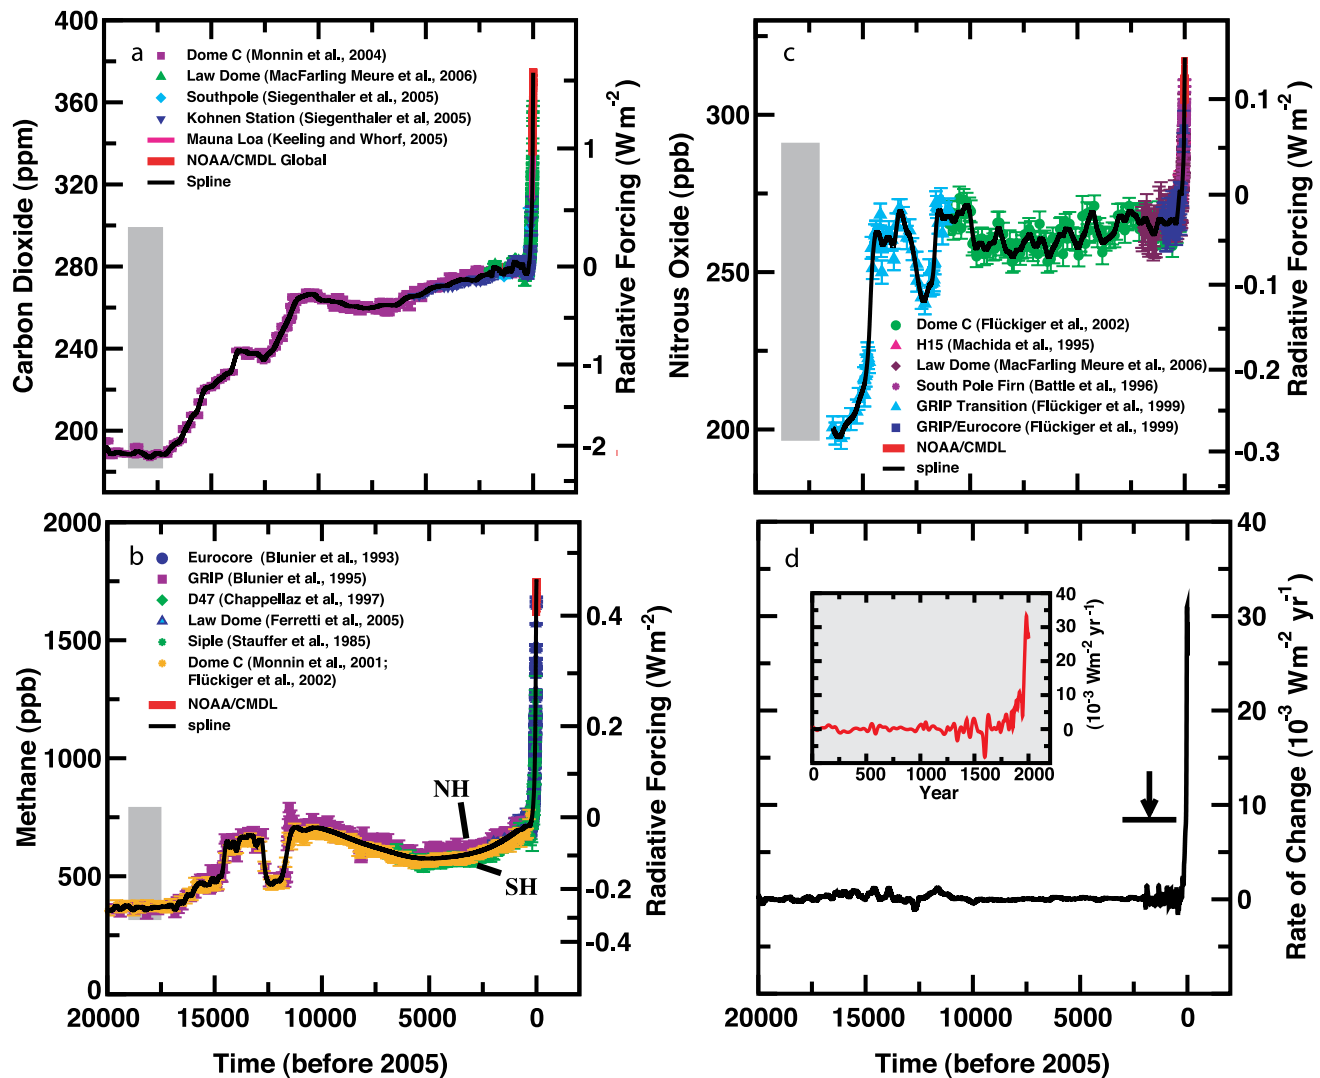 a
Dome C (Monnin et al., 2004)
Law Dome (MacFarling Meure et al., 2006)
Southpole (Siegenthaler et al., 2005)
Kohnen Station (Siegenthaler et al, 2005)
Mauna Loa (Keeling and Whorf, 2005)
NOAA/CMDL Global
Spline
Carbon Dioxide (ppm)
400
360
320
280
240
200
Radiative Forcing (Wm-2)
1
0
-1
-2
c
Nitrous Oxide (ppb)
300
250
200
Dome C (Flückiger et al., 2002)
H15 (Machida et al., 1995)
Law Dome (MacFarling Meure et al., 2006)
South Pole Firn (Battle et al., 1996)
GRIP Transition (Flückiger et al., 1999)
GRIP/Eurocore (Flückiger et al., 1999)
NOAA/CMDL
spline
Radiative Forcing (Wm-2)
0.1
0
-0.1
-0.2
-0.3
b
Eurocore (Blunier et al., 1993)
GRIP (Blunier et al., 1995)
D47 (Chappellaz et al., 1997)
Law Dome (Ferretti et al., 2005)
Siple (Stauffer et al., 1985)
Dome C (Monnin et al., 2001;
Flückiger et al., 2002)
NOAA/CMDL
spline
Methane (ppb)
2000
1500
1000
500
0
NH
SH
Radiative Forcing (Wm-2)
0.4
0.2
0
-0.2
-0.4
20000 15000 10000 5000 0
Time (before 2005)
d
40
30
20
10
0
(10-3 Wm-2 yr-1)
0 500 1000 1500 2000
Year
Rate of Change (10-3 Wm-2 yr-1)
40
30
20
10
0
20000 15000 10000 5000 0
Time (before 2005)